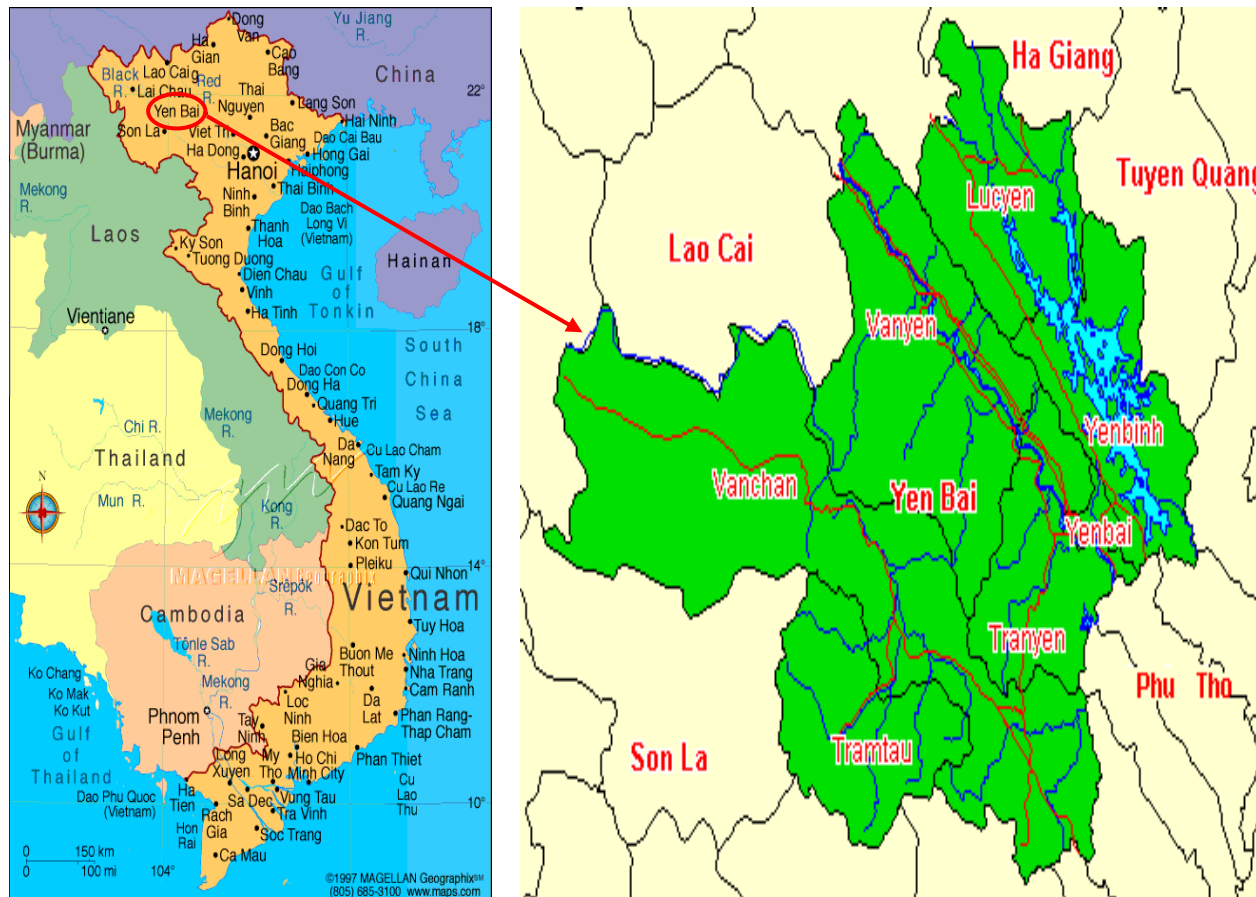 Dong
Van
Yu Jiang
R.
Ha
Gian
g
Cao
Bang
China
Lao Cai
Black
R.
Red
R.
Lai Chau
Thai
Nguyen
22°
Lang Son
Yen Bai
Hai Ninh
Myanmar
(Burma)
Son La
Viet Tri
Bac
Giang
Dao Cai Bau
Ha Dong
Hong Gai
Hanoi
Haiphong
Thai Binh
Mekong
R.
Ninh
Binh
Dao Bach
Long Vi
(Vietnam)
Laos
Thanh
Hoa
Ky Son
Tuong Duong
Hainan
Dien Chau
Gulf
of
Tonkin
Vinh
Ha Tinh
Vientiane
18°
Dong Hoi
South
China
Sea
Dao Con Co
Dong Ha
Quang Tri
Hue
Mekong
R.
Chi R.
Da
Nang
Cu Lao Cham
Thailand
Tam Ky
Cu Lao Re
Quang Ngai
N
Mun R.
Kong
R.
Dac To
Kon Tum
Pleiku
14°
MAGELLAN Geographix
Qui Nhon
Srêpôk
R.
Vietnam
Cambodia
Tuy Hoa
Tônle Sab
R.
Buon Me
Thout
Ninh Hoa
Nha Trang
Cam Ranh
Ko Chang
Ko Mak
Ko Kut
Mekong
R.
Gia
Nghia
Loc
Ninh
Da
Lat
Phnom
Penh
Tay
Ninh
Phan Rang-
Thap Cham
Gulf
of
Thailand
Bien Hoa
Long
Xuyen
My
Tho
Ho Chi
Minh City
Phan Thiet
Ha
Tien
Vung Tau
Cu
Lao
Thu
Dao Phu Quoc
(Vietnam)
Sa Dec
Tra Vinh
10°
Rach
Gia
Hon
Rai
Soc Trang
Ca Mau
0 150 km
0 100 mi
104°
©1997 MAGELLAN Geographix℠
(805) 685-3100 www.maps.com
Ha Giang
Tuyen Quang
Lucyen
Lao Cai
Vanyen
Yenbinh
Vanchan
Yen Bai
Yenbai
Tranyen
Phu Tho
Son La
Tramtau